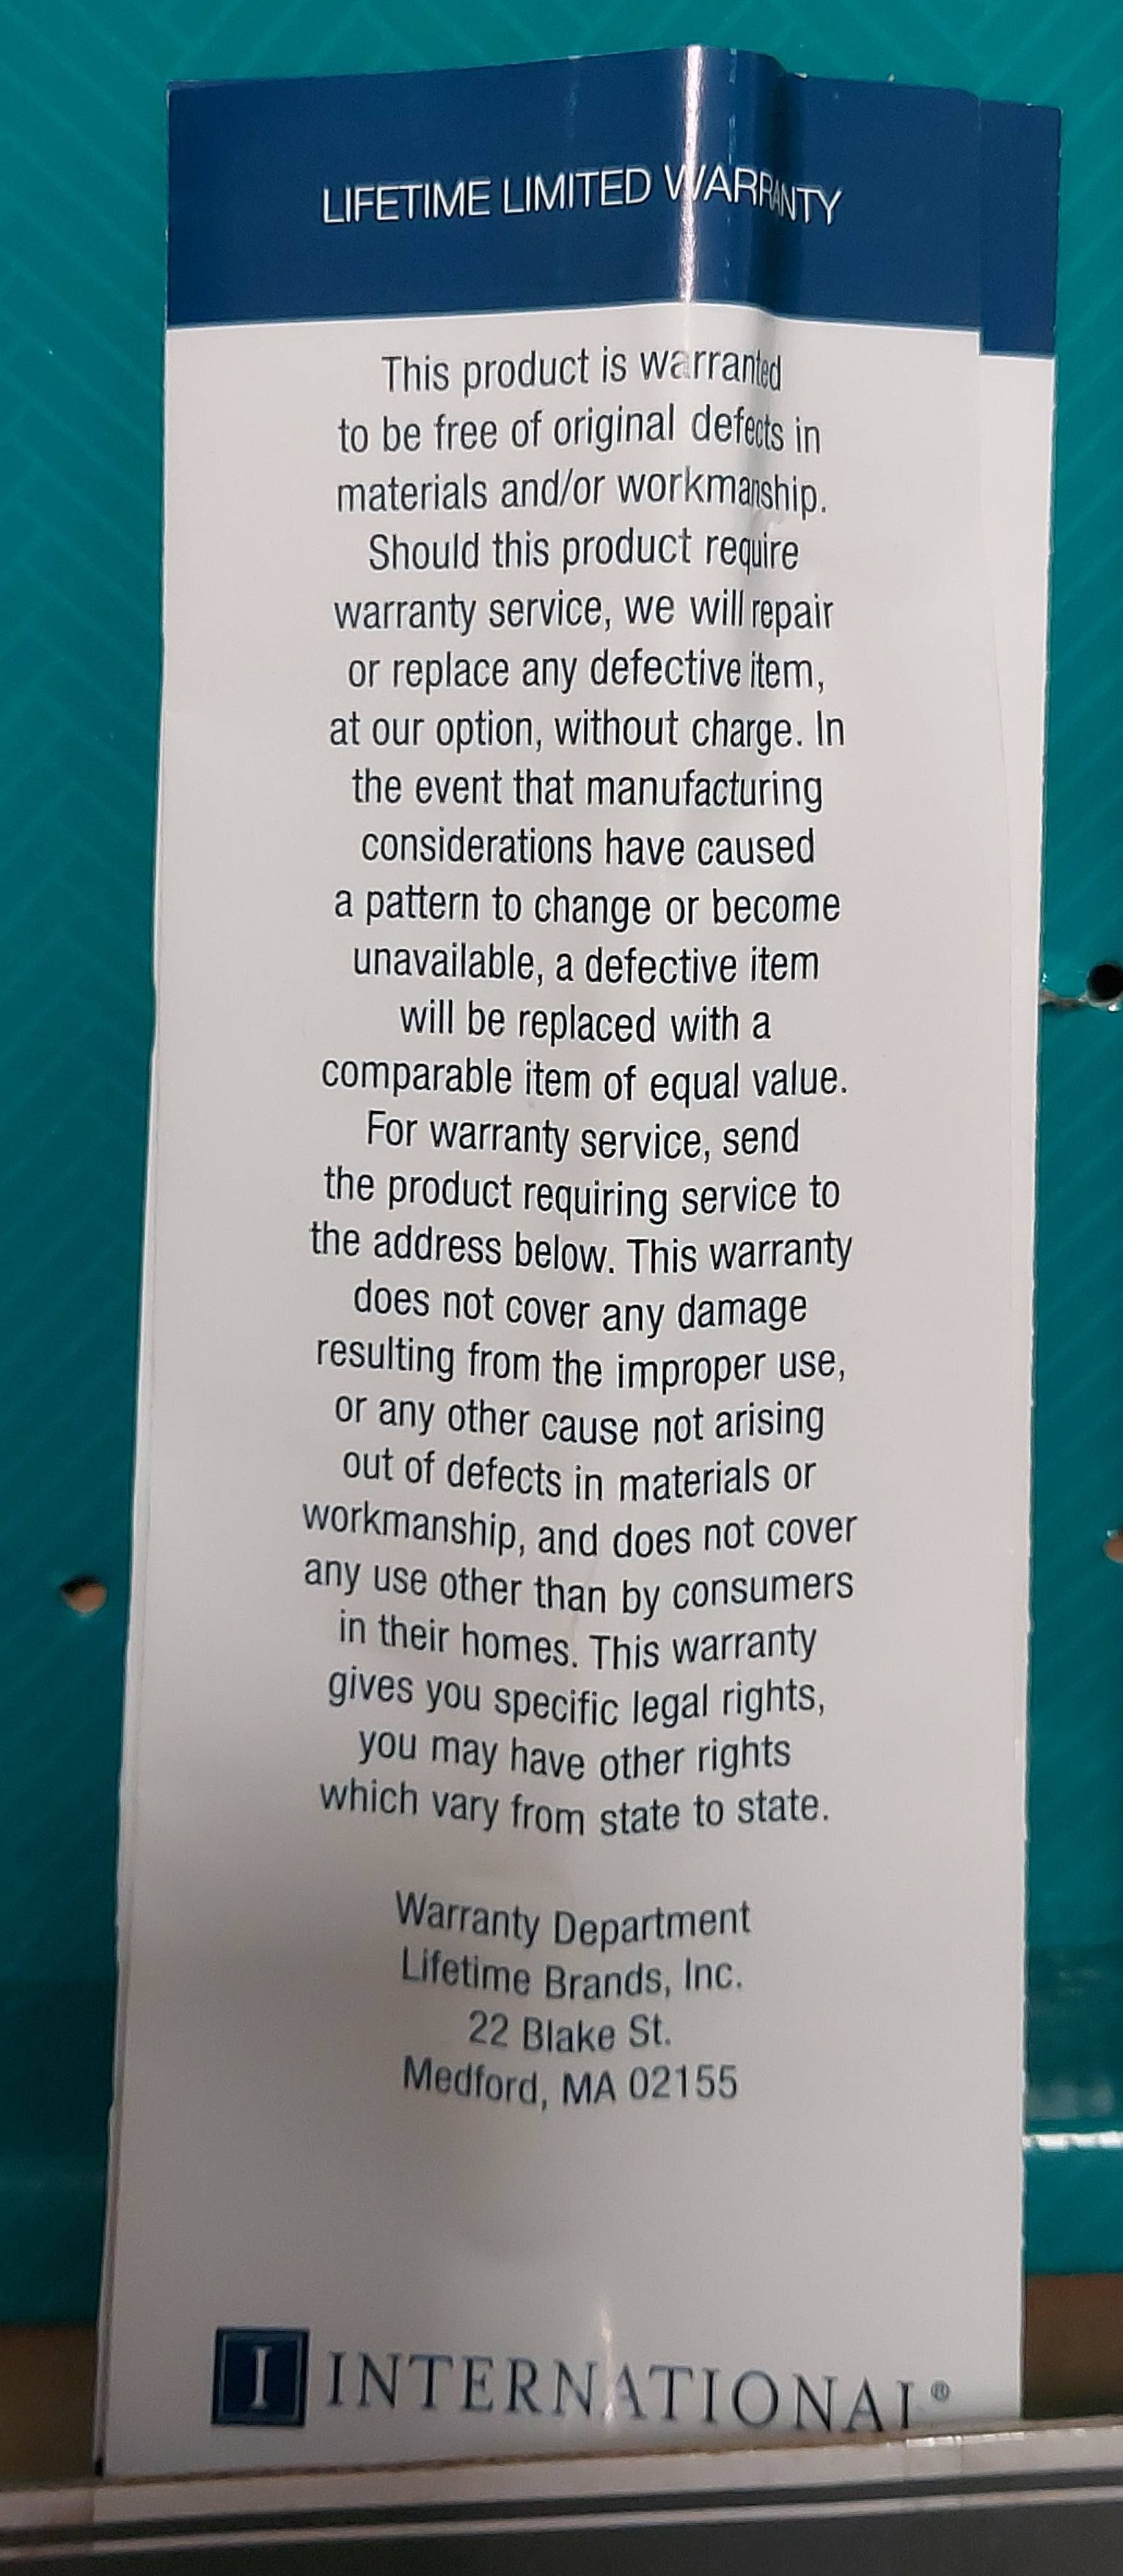 LIFETIME LIMITED WARRANTY
This product is warranted
to be free of original defects in
materials and/or workmanship.
Should this product require
warranty service, we will repair
or replace any defective item,
at our option, without charge. In
the event that manufacturing
considerations have caused
a pattern to change or become
unavailable, a defective item
will be replaced with a
comparable item of equal value.
For warranty service, send
the product requiring service to
the address below. This warranty
does not cover any damage
resulting from the improper use,
or any other cause not arising
out of defects in materials or
workmanship, and does not cover
any use other than by consumers
in their homes. This warranty
gives you specific legal rights,
you may have other rights
which vary from state to state.
Warranty Department
Lifetime Brands, Inc.
22 Blake St.
Medford, MA 02155
I INTERNATIONAL®